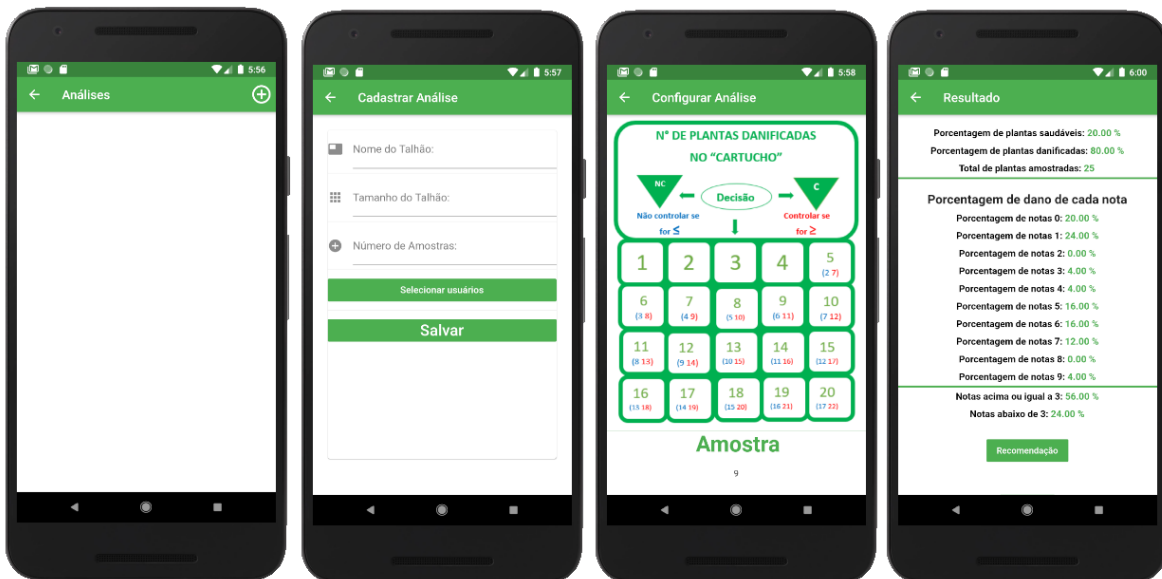 5:56
Análises
5:57
Cadastrar Análise
Nome do Talhão:
Tamanho do Talhão:
Número de Amostras:
Selecionar usuários
Salvar
5:58
Configurar Análise
N° DE PLANTAS DANIFICADAS
NO “CARTUCHO”
NC
Decisão
C
Não controlar se
for ≤
Controlar se
for ≥
1 2 3 4 5
(2 7)
6 7 8 9 10
(3 8) (4 9) (5 10) (6 11) (7 12)
11 12 13 14 15
(8 13) (9 14) (10 15) (11 16) (12 17)
16 17 18 19 20
(13 18) (14 19) (15 20) (16 21) (17 22)
Amostra
9
6:00
Resultado
Porcentagem de plantas saudáveis: 20.00 %
Porcentagem de plantas danificadas: 80.00 %
Total de plantas amostradas: 25
Porcentagem de dano de cada nota
Porcentagem de notas 0: 20.00 %
Porcentagem de notas 1: 24.00 %
Porcentagem de notas 2: 0.00 %
Porcentagem de notas 3: 4.00 %
Porcentagem de notas 4: 4.00 %
Porcentagem de notas 5: 16.00 %
Porcentagem de notas 6: 16.00 %
Porcentagem de notas 7: 12.00 %
Porcentagem de notas 8: 0.00 %
Porcentagem de notas 9: 4.00 %
Notas acima ou igual a 3: 56.00 %
Notas abaixo de 3: 24.00 %
Recomendação